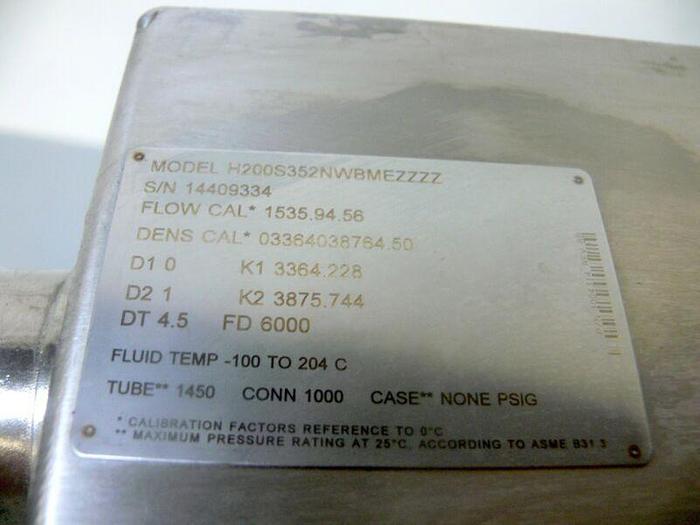 MODEL H200S352NWBMEZZZZ
S/N 14409334
FLOW CAL* 1535.94.56
DENS CAL* 03364038764.50
D1 0 K1 3364.228
D2 1 K2 3875.744
DT 4.5 FD 6000
FLUID TEMP -100 TO 204 C
TUBE** 1450 CONN 1000 CASE** NONE PSIG
* CALIBRATION FACTORS REFERENCE TO 0°C
** MAXIMUM PRESSURE RATING AT 25°C, ACCORDING TO ASME B31.3